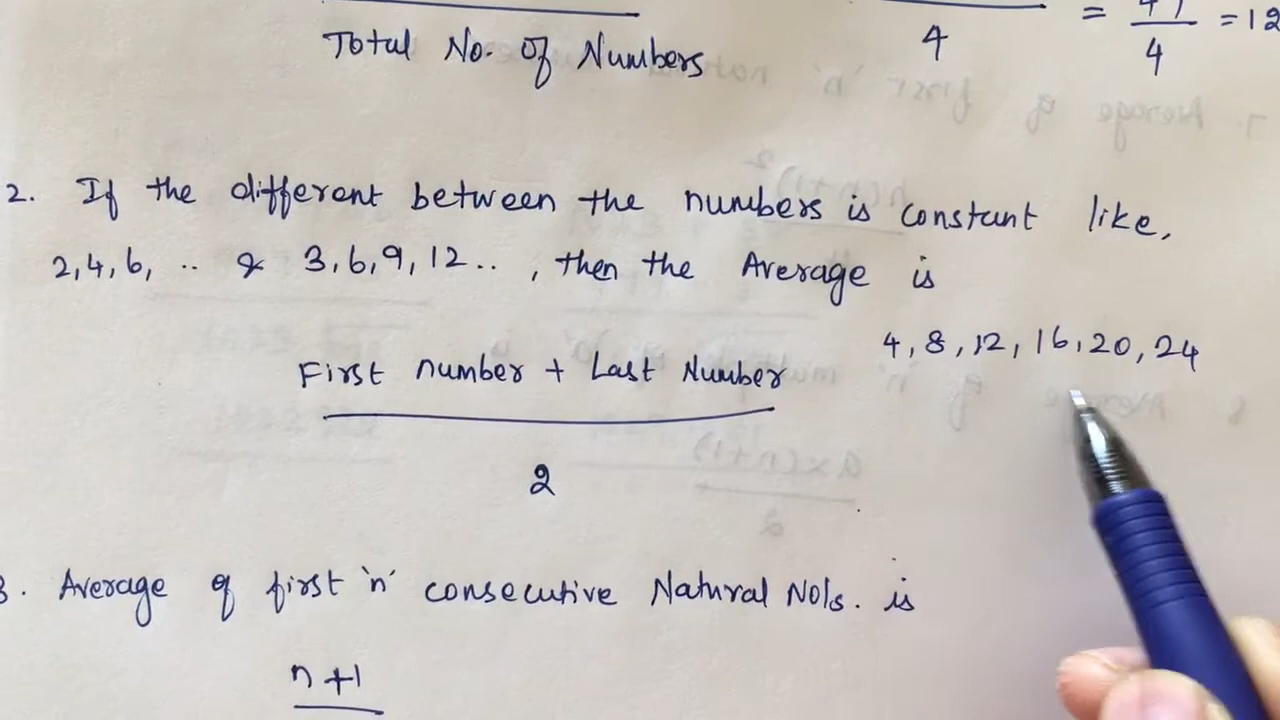 Total No. Of Numbers
4
= 4 = 12
2. If the different between the numbers is constant like,
2,4,6, .. & 3,6,9,12.. , then the Average is
4,8,12,16,20,24
First number + Last Number
2
3. Average of first 'n' consecutive Natural Nols. is
n+1